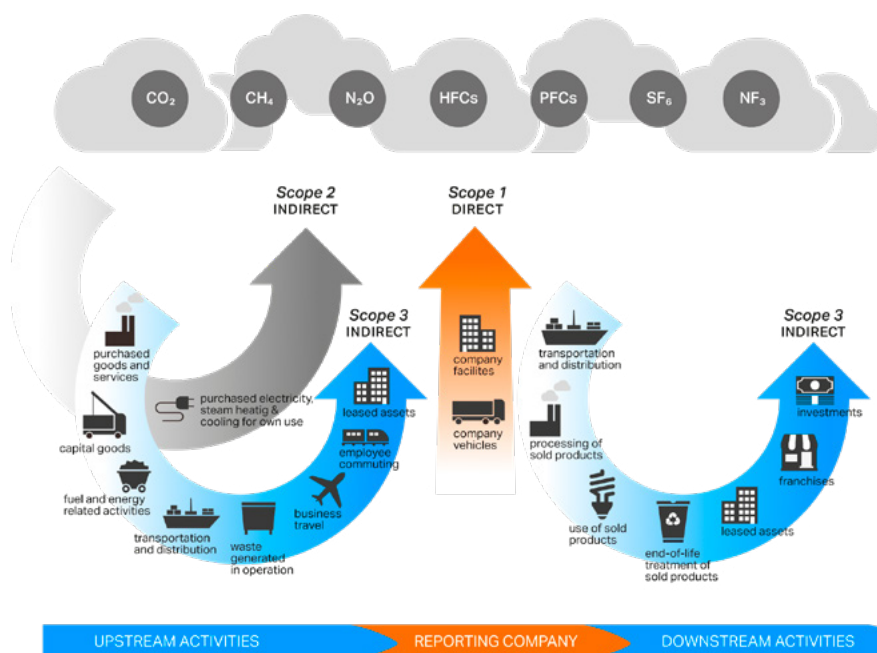 CO₂
CH₄
N₂O
HFCs
PFCs
SF₆
NF₃
Scope 2
INDIRECT
Scope 1
DIRECT
Scope 3
INDIRECT
Scope 3
INDIRECT
purchased
goods and
services
capital goods
fuel and energy
related activities
transportation
and distribution
waste
generated
in operation
business
travel
employee
commuting
leased assets
purchased electricity,
steam heatig &
cooling for own use
company
facilites
company
vehicles
transportation
and distribution
processing of
sold products
use of sold
products
end-of-life
treatment of
sold products
leased assets
franchises
investments
UPSTREAM ACTIVITIES
REPORTING COMPANY
DOWNSTREAM ACTIVITIES